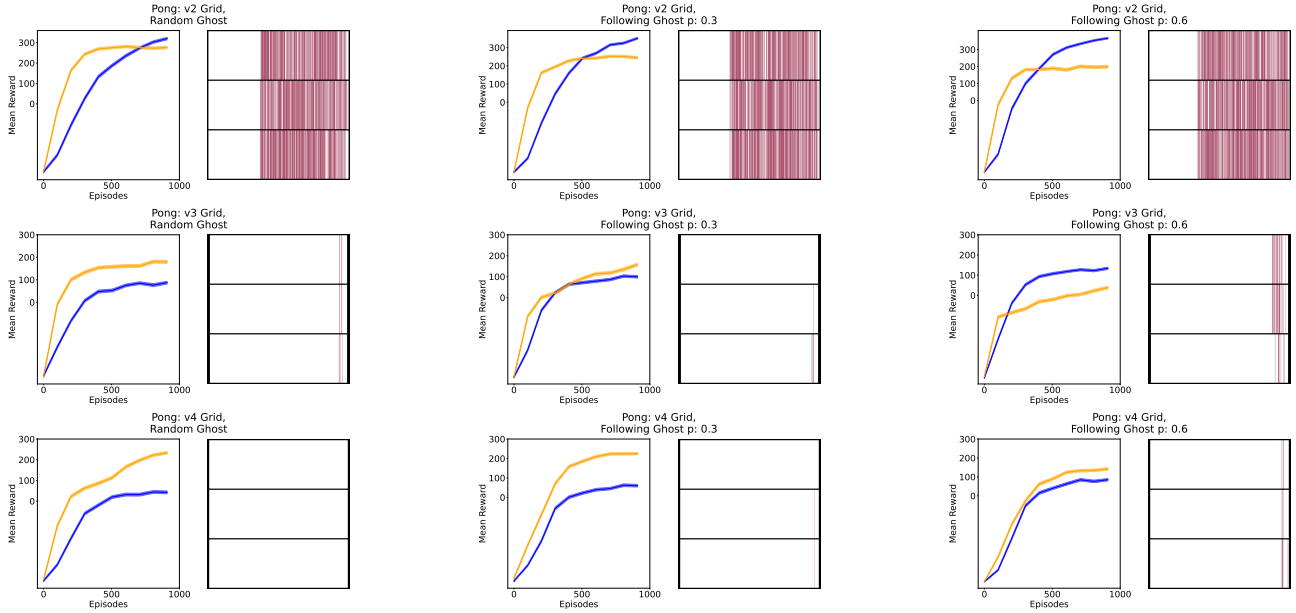 Pong: v2 Grid,
Random Ghost
Mean Reward
300
200
100
0
0
500
1000
Episodes
Pong: v2 Grid,
Following Ghost p: 0.3
Mean Reward
300
200
100
0
0
500
1000
Episodes
Pong: v2 Grid,
Following Ghost p: 0.6
Mean Reward
300
200
100
0
0
500
1000
Episodes
Pong: v3 Grid,
Random Ghost
Mean Reward
300
200
100
0
0
500
1000
Episodes
Pong: v3 Grid,
Following Ghost p: 0.3
Mean Reward
300
200
100
0
0
500
1000
Episodes
Pong: v3 Grid,
Following Ghost p: 0.6
Mean Reward
300
200
100
0
0
500
1000
Episodes
Pong: v4 Grid,
Random Ghost
Mean Reward
300
200
100
0
0
500
1000
Episodes
Pong: v4 Grid,
Following Ghost p: 0.3
Mean Reward
300
200
100
0
0
500
1000
Episodes
Pong: v4 Grid,
Following Ghost p: 0.6
Mean Reward
300
200
100
0
0
500
1000
Episodes